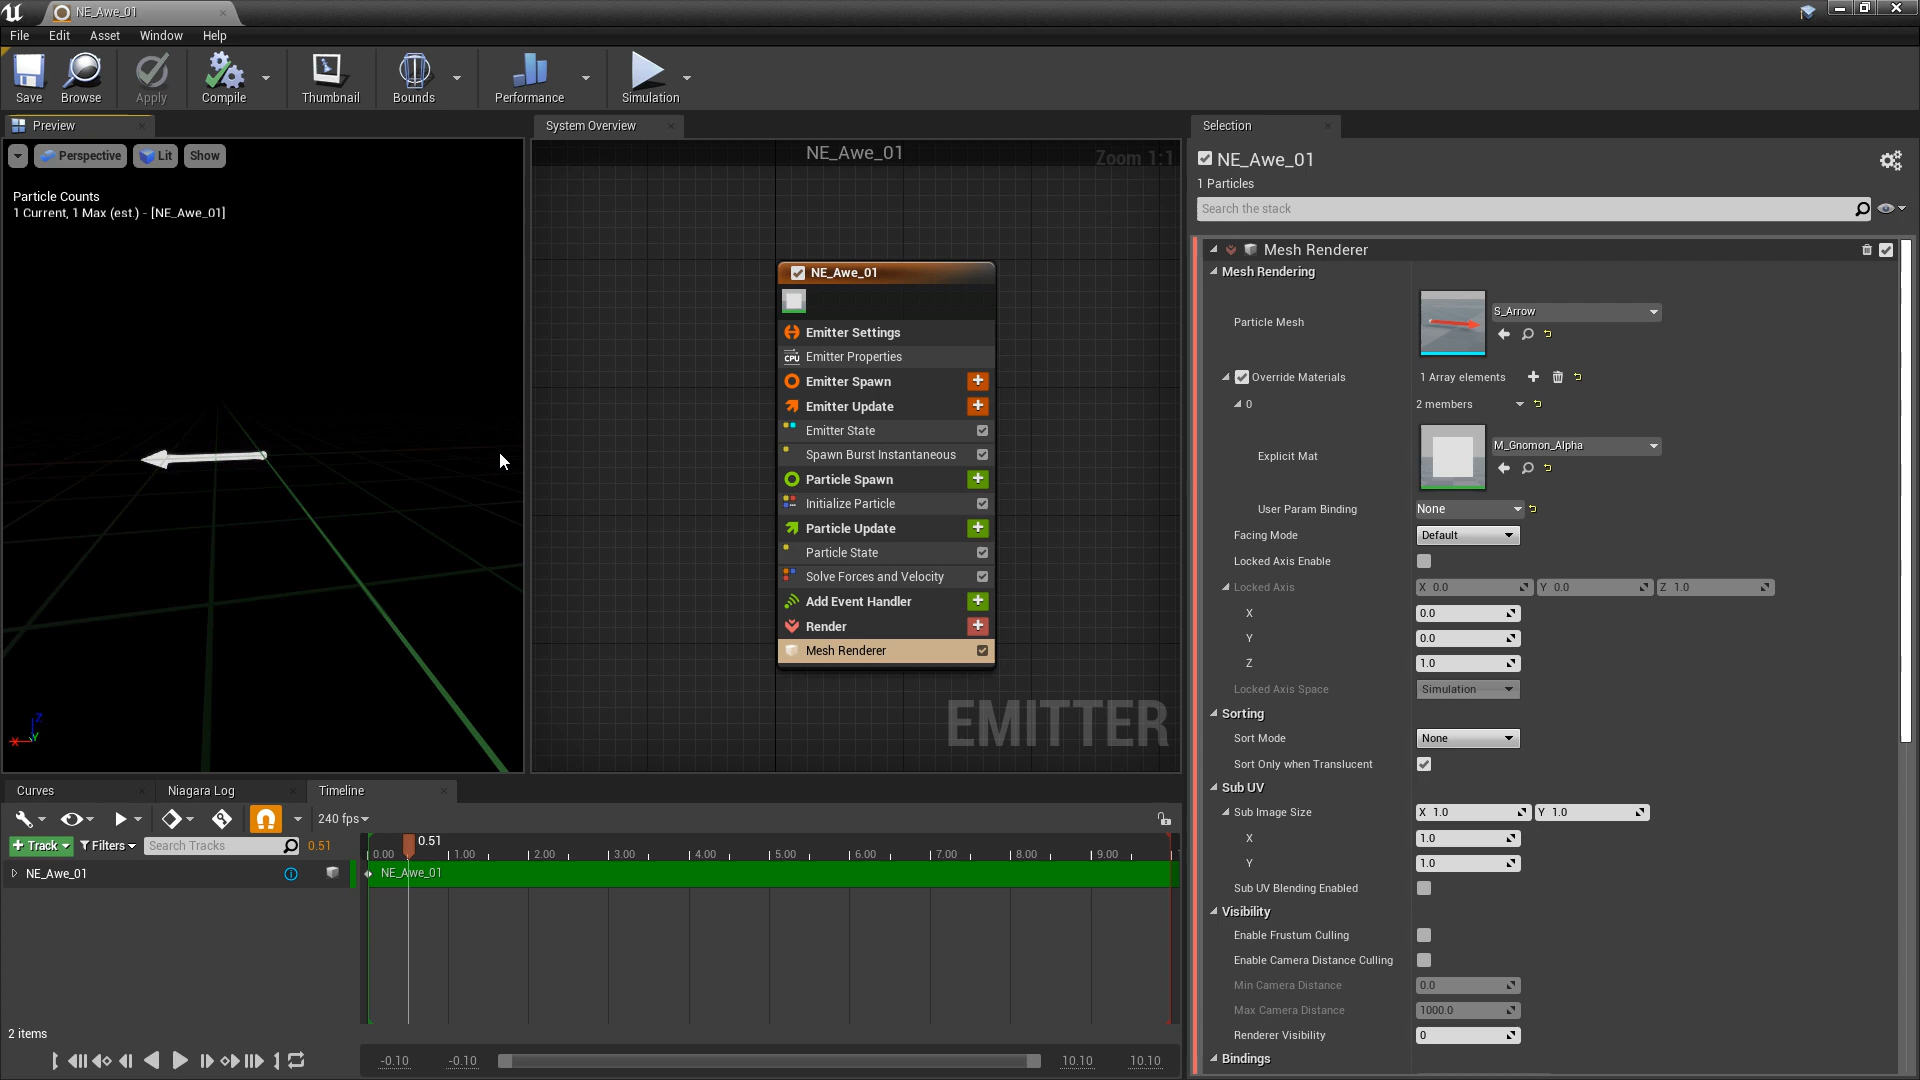 NE_Awe_01
File Edit Asset Window Help
Save Browse Apply Compile Thumbnail Bounds Performance Simulation
Preview
Perspective Lit Show
Particle Counts
1 Current, 1 Max (est.) - [NE_Awe_01]
Z
X Y
System Overview
NE_Awe_01
Zoom 1:1
NE_Awe_01
Emitter Settings
CPU Emitter Properties
Emitter Spawn
Emitter Update
Emitter State
Spawn Burst Instantaneous
Particle Spawn
Initialize Particle
Particle Update
Particle State
Solve Forces and Velocity
Add Event Handler
Render
Mesh Renderer
EMITTER
Selection
NE_Awe_01
1 Particles
Search the stack
Mesh Renderer
Mesh Rendering
Particle Mesh S_Arrow
Override Materials 1 Array elements
0 2 members
Explicit Mat M_Gnomon_Alpha
User Param Binding None
Facing Mode Default
Locked Axis Enable
Locked Axis X 0.0 Y 0.0 Z 1.0
X 0.0
Y 0.0
Z 1.0
Locked Axis Space Simulation
Sorting
Sort Mode None
Sort Only when Translucent
Sub UV
Sub Image Size X 1.0 Y 1.0
X 1.0
Y 1.0
Sub UV Blending Enabled
Visibility
Enable Frustum Culling
Enable Camera Distance Culling
Min Camera Distance 0.0
Max Camera Distance 1000.0
Renderer Visibility 0
Bindings
Curves Niagara Log Timeline
240 fps
Track Filters Search Tracks 0.51
0.51
0.00 1.00 2.00 3.00 4.00 5.00 6.00 7.00 8.00 9.00
NE_Awe_01 NE_Awe_01
2 items
-0.10 -0.10 10.10 10.10